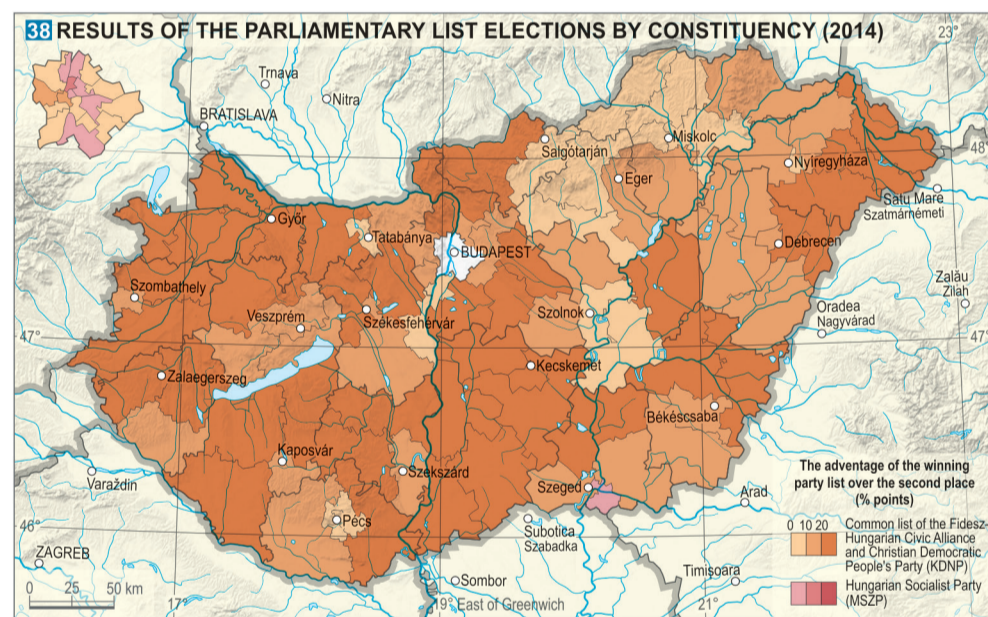 38 RESULTS OF THE PARLIAMENTARY LIST ELECTIONS BY CONSTITUENCY (2014)
23°
Trnava
Nitra
BRATISLAVA
Salgótarján
Miskolc
48°
Nyíregyháza
Eger
Satu Mare
Szatmárnémeti
Győr
Tatabánya
BUDAPEST
Debrecen
Szombathely
Zalău
Zilah
Veszprém
Székesfehérvár
Szolnok
Oradea
Nagyvárad
47°
47°
Kecskemét
Zalaegerszeg
Békéscsaba
Kaposvár
Szekszárd
Szeged
Varaždin
Arad
Pécs
46°
Subotica
Szabadka
ZAGREB
Sombor
Timişoara
0 25 50 km
17°
19° East of Greenwich
21°
The adventage of the winning
party list over the second place
(% points)
0 10 20
Common list of the Fidesz-
Hungarian Civic Alliance
and Christian Democratic
People's Party (KDNP)
Hungarian Socialist Party
(MSZP)